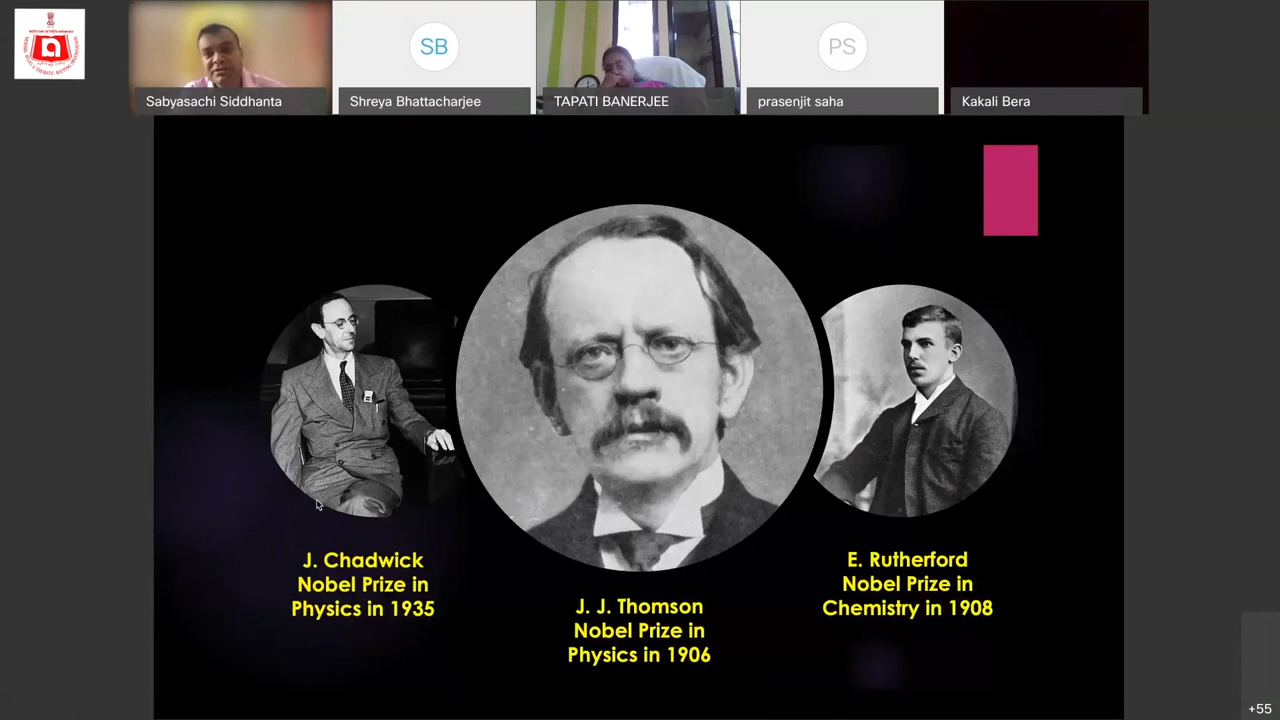 SB
PS
Sabyasachi Siddhanta
Shreya Bhattacharjee
TAPATI BANERJEE
prasenjit saha
Kakali Bera
J. Chadwick
Nobel Prize in
Physics in 1935
J. J. Thomson
Nobel Prize in
Physics in 1906
E. Rutherford
Nobel Prize in
Chemistry in 1908
+55